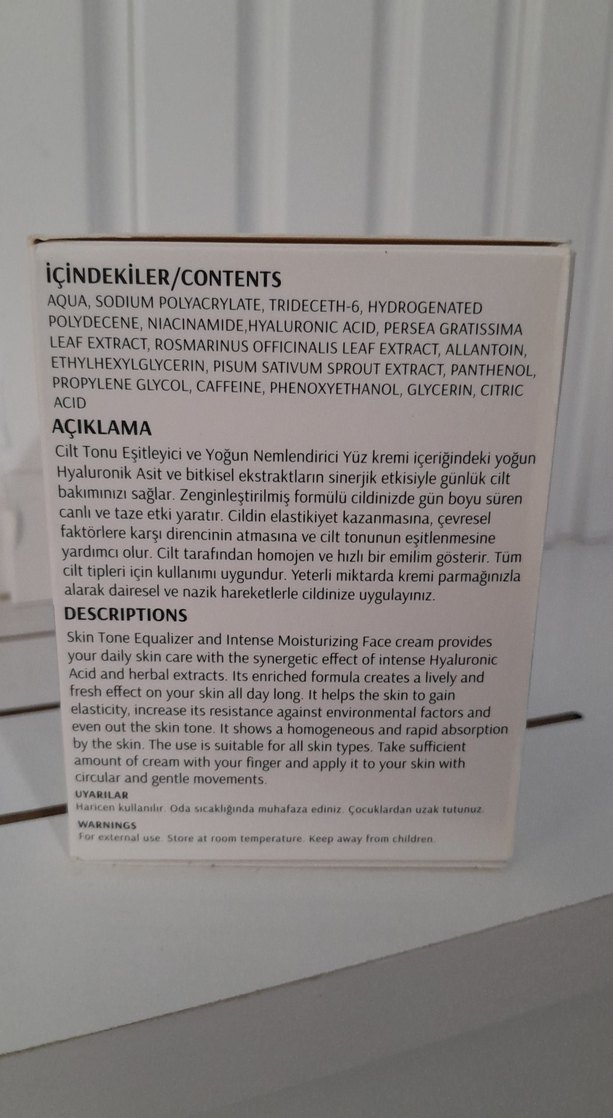 İÇİNDEKİLER/CONTENTS
AQUA, SODIUM POLYACRYLATE, TRIDECETH-6, HYDROGENATED
POLYDECENE, NIACINAMIDE,HYALURONIC ACID, PERSEA GRATISSIMA
LEAF EXTRACT, ROSMARINUS OFFICINALIS LEAF EXTRACT, ALLANTOIN,
ETHYLHEXYLGLYCERIN, PISUM SATIVUM SPROUT EXTRACT, PANTHENOL,
PROPYLENE GLYCOL, CAFFEINE, PHENOXYETHANOL, GLYCERIN, CITRIC
ACID
AÇIKLAMA
Cilt Tonu Eşitleyici ve Yoğun Nemlendirici Yüz kremi içeriğindeki yoğun
Hyaluronik Asit ve bitkisel ekstraktların sinerjik etkisiyle günlük cilt
bakımınızı sağlar. Zenginleştirilmiş formülü cildinizde gün boyu süren
canlı ve taze etki yaratır. Cildin elastikiyet kazanmasına, çevresel
faktörlere karşı direncinin atmasına ve cilt tonunun eşitlenmesine
yardımcı olur. Cilt tarafından homojen ve hızlı bir emilim gösterir. Tüm
cilt tipleri için kullanımı uygundur. Yeterli miktarda kremi parmağınızla
alarak dairesel ve nazik hareketlerle cildinize uygulayınız.
DESCRIPTIONS
Skin Tone Equalizer and Intense Moisturizing Face cream provides
your daily skin care with the synergetic effect of intense Hyaluronic
Acid and herbal extracts. Its enriched formula creates a lively and
fresh effect on your skin all day long. It helps the skin to gain
elasticity, increase its resistance against environmental factors and
even out the skin tone. It shows a homogeneous and rapid absorption
by the skin. The use is suitable for all skin types. Take sufficient
amount of cream with your finger and apply it to your skin with
circular and gentle movements.
UYARILAR
Haricen kullanılır. Oda sıcaklığında muhafaza ediniz. Çocuklardan uzak tutunuz.
WARNINGS
For external use. Store at room temperature. Keep away from children.